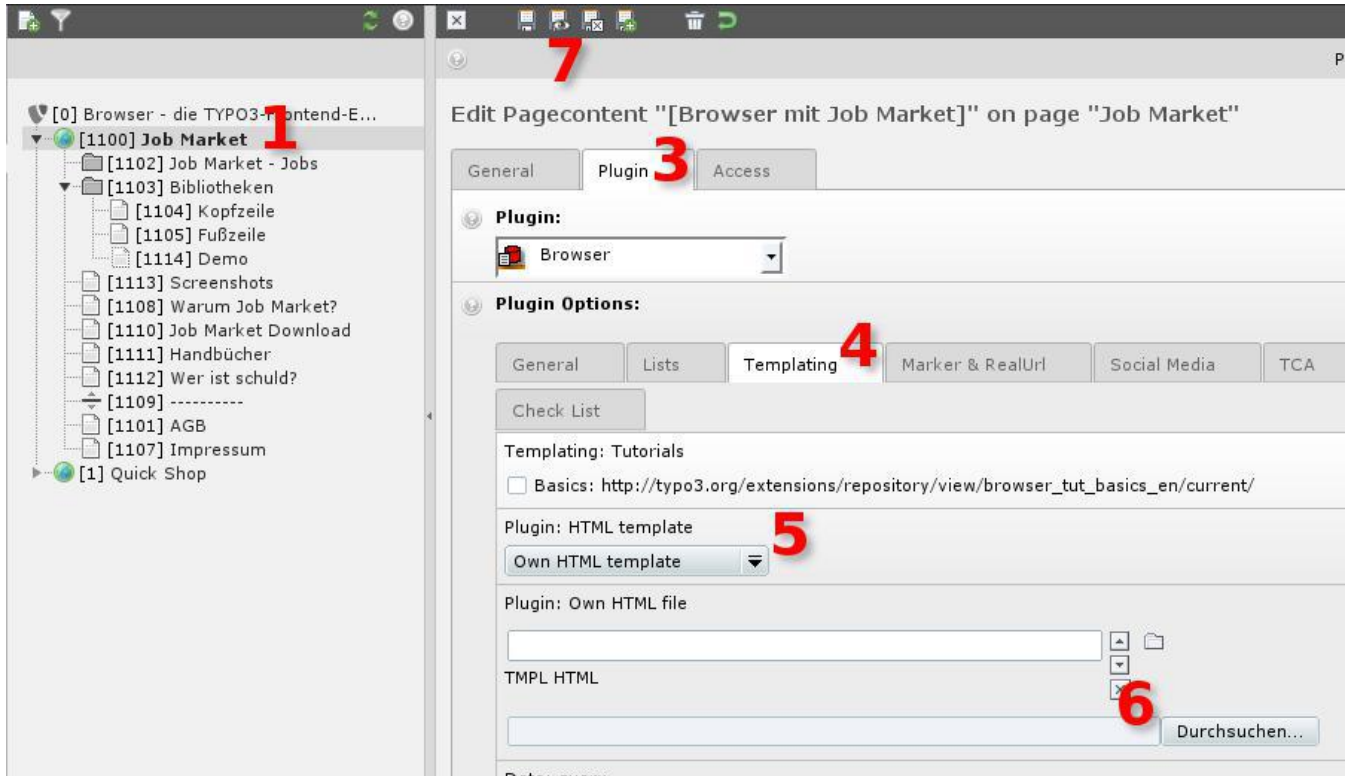 [0] Browser - die TYPO3-Frontend-E...
[1100] Job Market
[1102] Job Market - Jobs
[1103] Bibliotheken
[1104] Kopfzeile
[1105] Fußzeile
[1114] Demo
[1113] Screenshots
[1108] Warum Job Market?
[1110] Job Market Download
[1111] Handbücher
[1112] Wer ist schuld?
[1109] ----------
[1101] AGB
[1107] Impressum
[1] Quick Shop
1
7
P
Edit Pagecontent "[Browser mit Job Market]" on page "Job Market"
General Plugin 3 Access
Plugin:
Browser
Plugin Options:
General Lists Templating 4 Marker & RealUrl Social Media TCA
Check List
Templating: Tutorials
Basics: http://typo3.org/extensions/repository/view/browser_tut_basics_en/current/
Plugin: HTML template
5
Own HTML template
Plugin: Own HTML file
TMPL HTML
6
Durchsuchen...